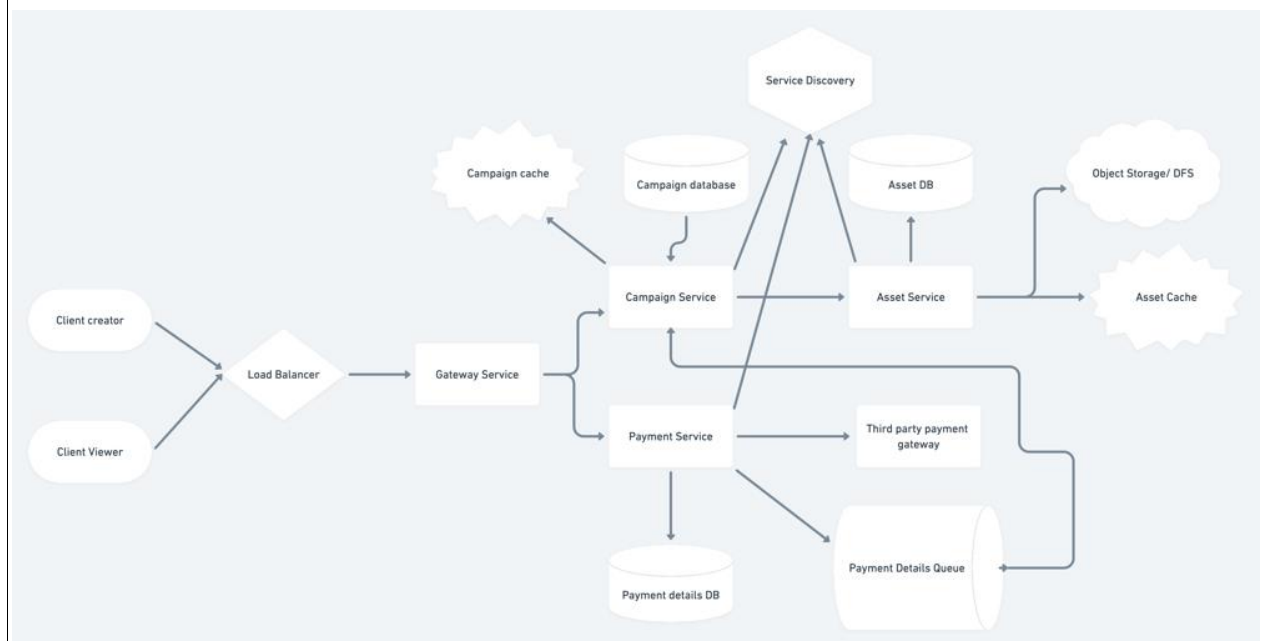 Service Discovery
Campaign cache
Campaign database
Asset DB
Object Storage/ DFS
Campaign Service
Asset Service
Asset Cache
Client creator
Load Balancer
Gateway Service
Client Viewer
Payment Service
Third party payment
gateway
Payment Details Queue
Payment details DB